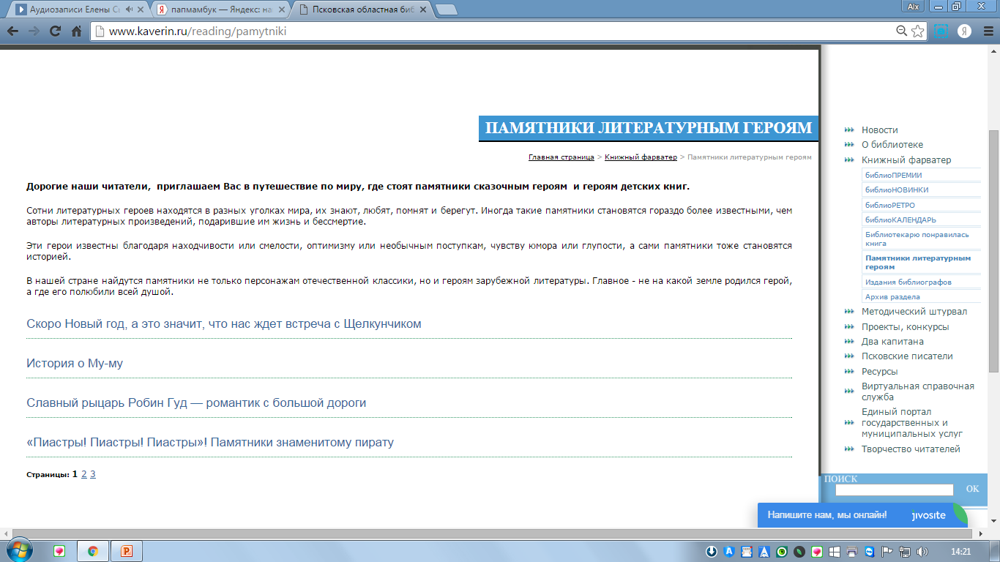 Аудиозаписи Елены Сі
папмамбук — Яндекс: на
Псковская областная биб
Alx
www.kaverin.ru/reading/pamytniki
ПАМЯТНИКИ ЛИТЕРАТУРНЫМ ГЕРОЯМ
Главная страница > Книжный фарватер > Памятники литературным героям
Дорогие наши читатели, приглашаем Вас в путешествие по миру, где стоят памятники сказочным героям и героям детских книг.
Сотни литературных героев находятся в разных уголках мира, их знают, любят, помнят и берегут. Иногда такие памятники становятся гораздо более известными, чем
авторы литературных произведений, подарившие им жизнь и бессмертие.
Эти герои известны благодаря находчивости или смелости, оптимизму или необычным поступкам, чувству юмора или глупости, а сами памятники тоже становятся
историей.
В нашей стране найдутся памятники не только персонажам отечественной классики, но и героям зарубежной литературы. Главное - не на какой земле родился герой,
а где его полюбили всей душой.
Скоро Новый год, а это значит, что нас ждет встреча с Щелкунчиком
История о Му-му
Славный рыцарь Робин Гуд — романтик с большой дороги
«Пиастры! Пиастры! Пиастры»! Памятники знаменитому пирату
Страницы: 1 2 3
Новости
О библиотеке
Книжный фарватер
библиоПРЕМИИ
библиоНОВИНКИ
библиоРЕТРО
библиоКАЛЕНДАРЬ
Библиотекарю понравилась
книга
Памятники литературным
героям
Издания библиографов
Архив раздела
Методический штурвал
Проекты, конкурсы
Два капитана
Псковские писатели
Ресурсы
Виртуальная справочная
служба
Единый портал
государственных и
муниципальных услуг
Творчество читателей
ПОИСК
ОК
Напишите нам, мы онлайн!
jivosite
14:21